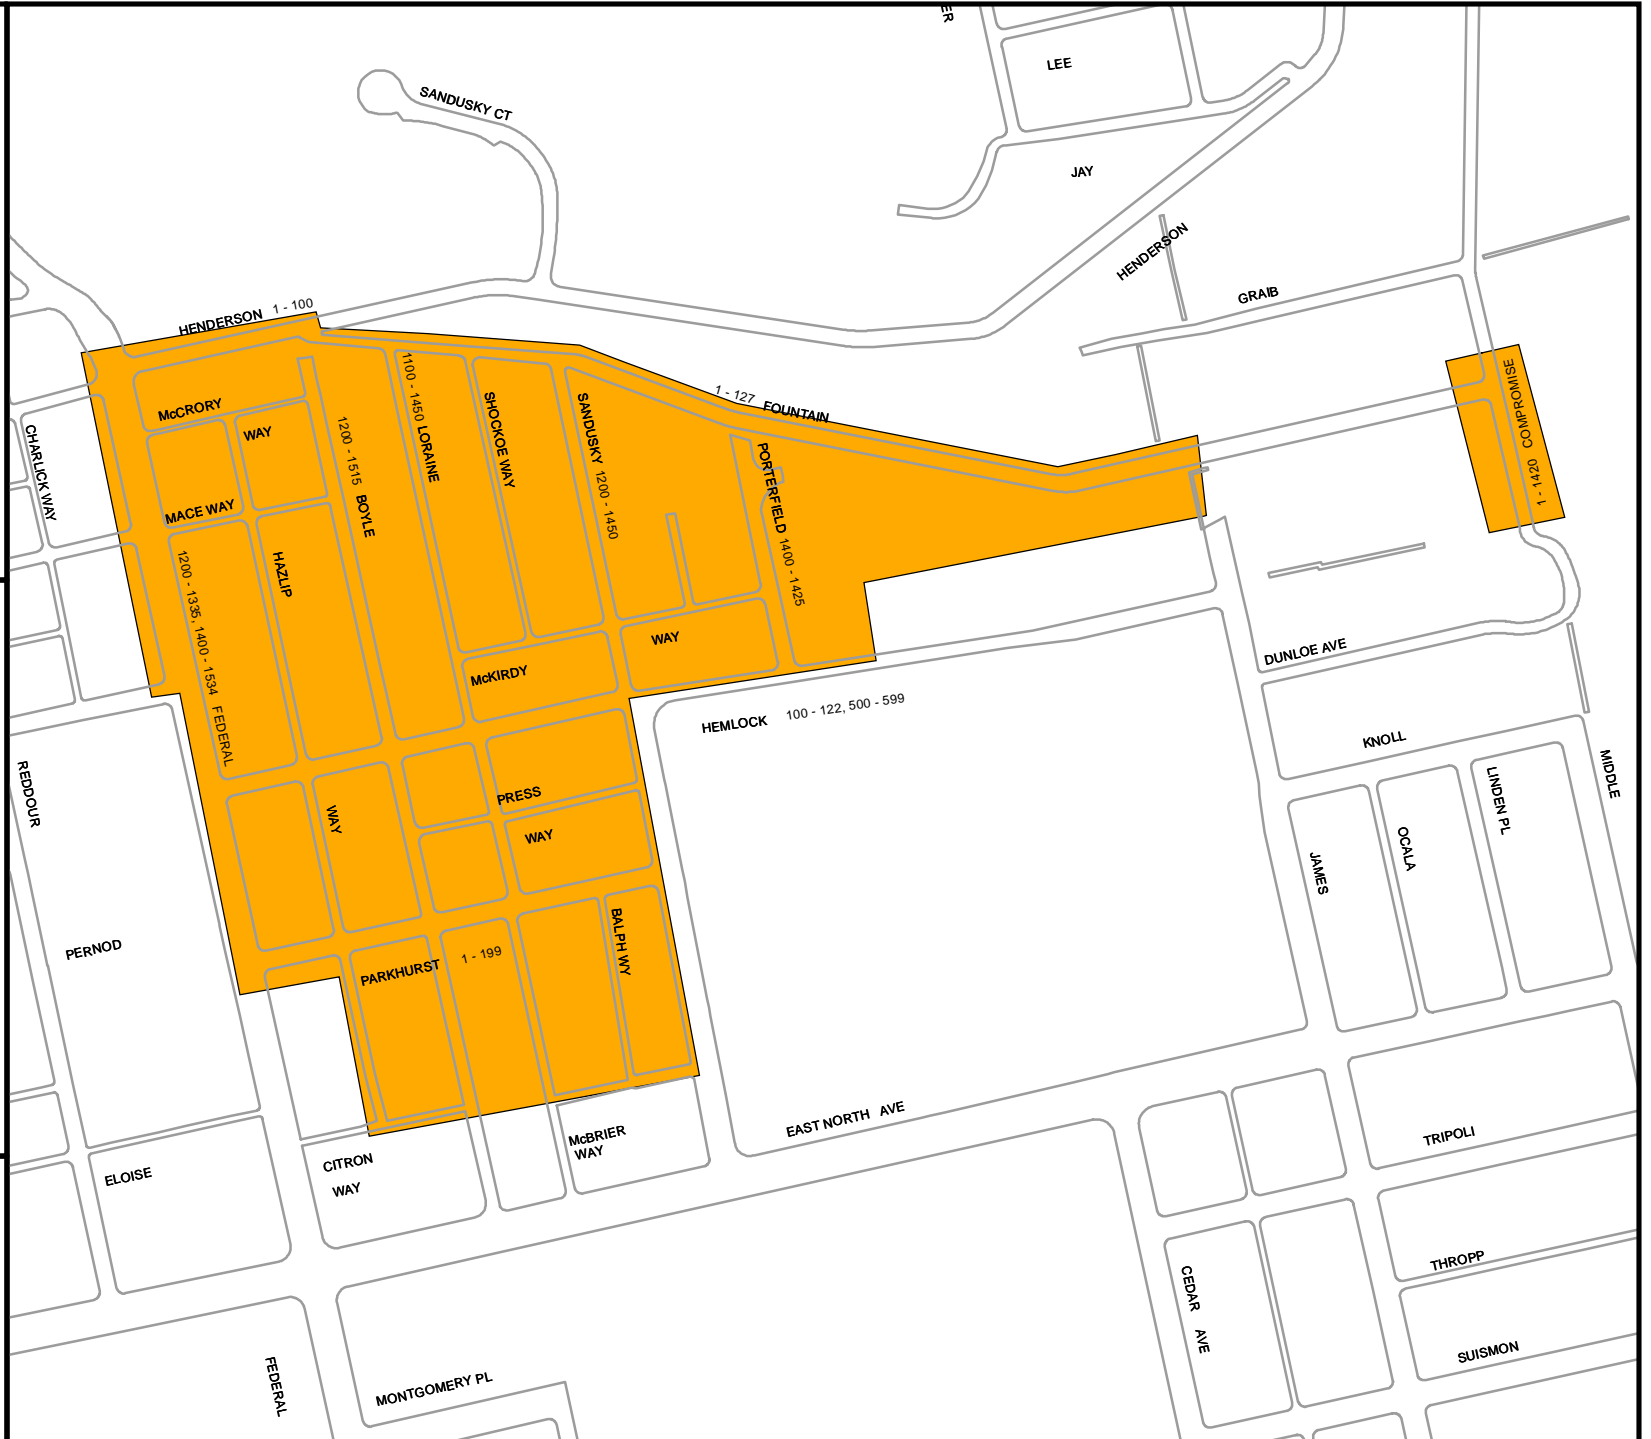 ER
LEE
SANDUSKY CT
JAY
HENDERSON
GRAIB
HENDERSON 1 - 100
1 - 127 FOUNTAIN
McCRORY
WAY
MACE WAY
CHARLICK WAY
1200 - 1515 BOYLE
1100 - 1450 LORAINE
SHOCKOE WAY
SANDUSKY 1200 - 1450
PORTERFIELD 1400 - 1425
1 - 1420 COMPROMISE
HAZLIP
1200 - 1335, 1400 - 1534 FEDERAL
WAY
McKIRDY
DUNLOE AVE
HEMLOCK 100 - 122, 500 - 599
KNOLL
MIDDLE
REDDOUR
WAY
PRESS
WAY
LINDEN PL
OCALA
JAMES
PERNOD
PARKHURST 1 - 199
BALPH WY
EAST NORTH AVE
McBRIER
WAY
TRIPOLI
CITRON
WAY
ELOISE
THROPP
CEDAR AVE
SUISMON
FEDERAL
MONTGOMERY PL